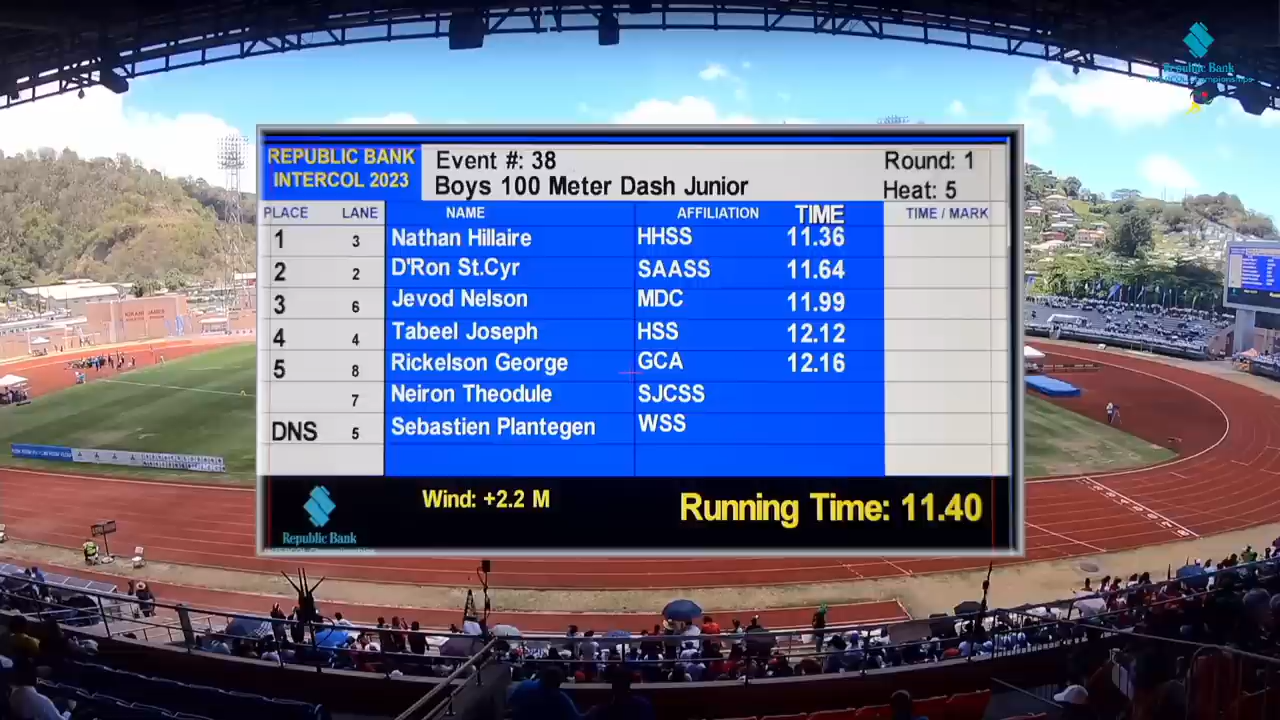 Republic Bank
REPUBLIC BANK
INTERCOL 2023
Event #: 38
Boys 100 Meter Dash Junior
Round: 1
Heat: 5
PLACE LANE NAME AFFILIATION TIME TIME / MARK
1 3 Nathan Hillaire HHSS 11.36
2 2 D'Ron St.Cyr SAASS 11.64
3 6 Jevod Nelson MDC 11.99
4 4 Tabeel Joseph HSS 12.12
5 8 Rickelson George GCA 12.16
7 Neiron Theodule SJCSS
DNS 5 Sebastien Plantegen WSS
Wind: +2.2 M
Running Time: 11.40
Republic Bank